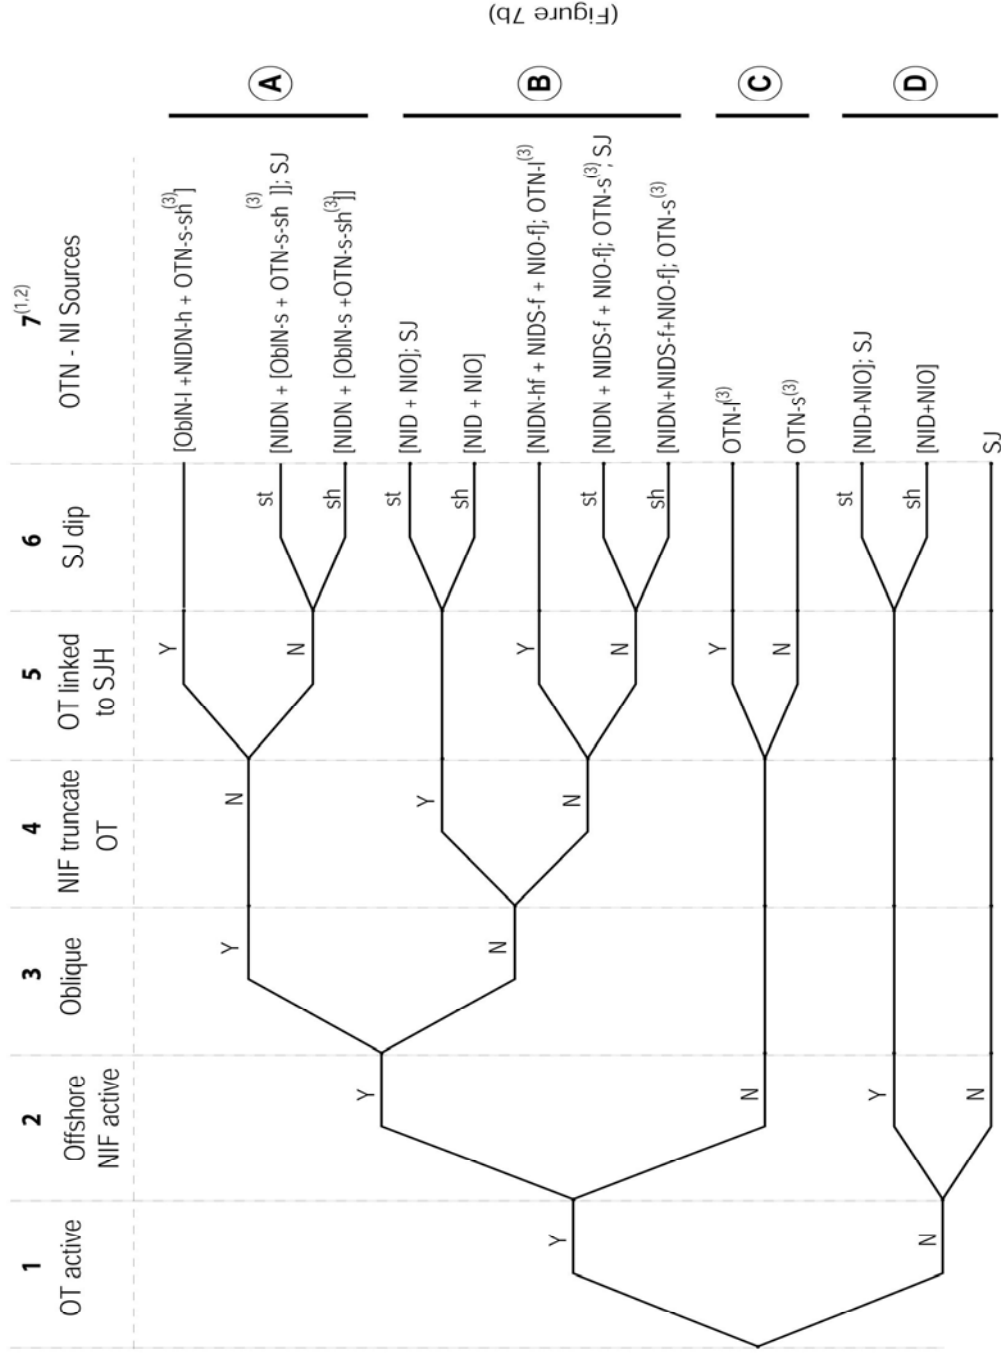 1
OT active
2
Offshore
NIF active
3
Oblique
4
NIF truncate
OT
5
OT linked
to SJH
6
SJ dip
7(1,2)
OTN - NI Sources
Y
N
Y
N
Y
N
Y
N
N
Y
N
Y
N
Y
N
Y
N
st
sh
st
sh
st
sh
st
sh
[OblN-l +NIDN-h + OTN-s-sh(3)]
[NIDN + [OblN-s + OTN-s-sh(3)]]; SJ
[NIDN + [OblN-s +OTN-s-sh(3)]]
[NID + NIO]; SJ
[NID + NIO]
[NIDN-hf + NIDS-f + NIO-f]; OTN-l(3)
[NIDN + NIDS-f + NIO-f]; OTN-s(3); SJ
[NIDN+NIDS-f+NIO-f]; OTN-s(3)
OTN-l(3)
OTN-s(3)
[NID+NIO]; SJ
[NID+NIO]
SJ
A
B
C
D
(Figure 7b)